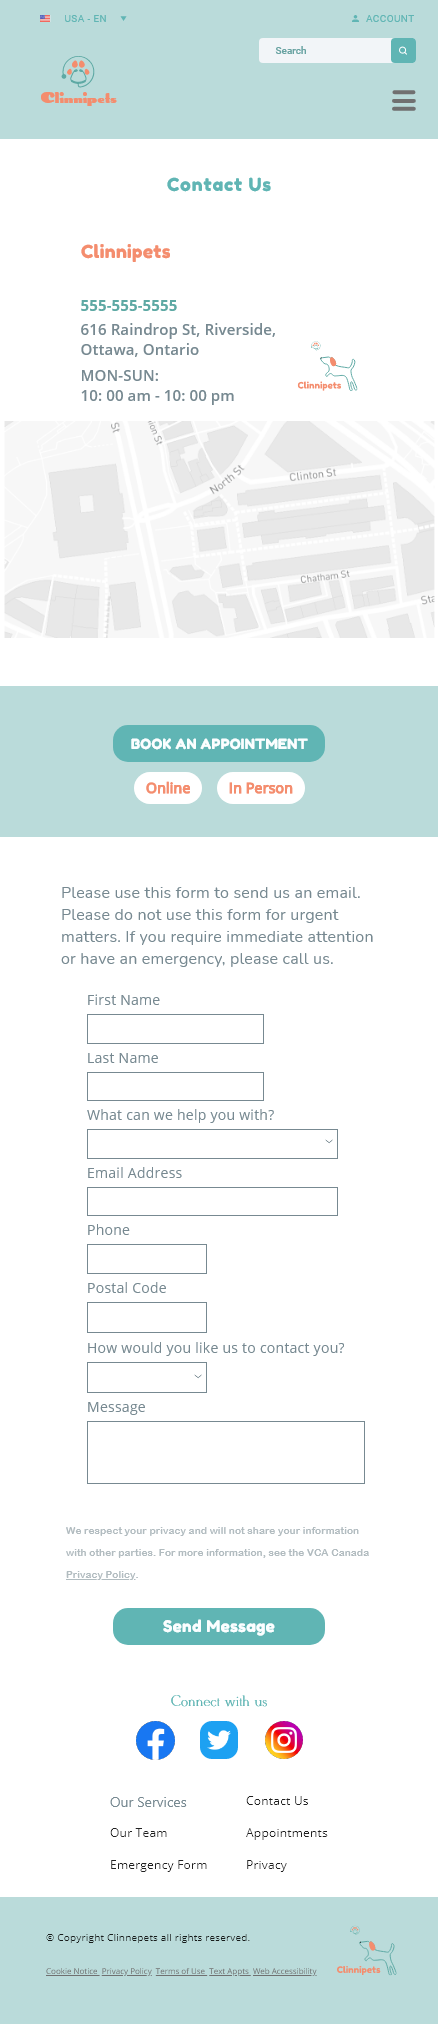 USA - EN
ACCOUNT
Search
Clinnipets
Contact Us
Clinnipets
555-555-5555
616 Raindrop St, Riverside,
Ottawa, Ontario
MON-SUN:
10: 00 am - 10: 00 pm
Clinnipets
St
North St
Clinton St
Chatham St
BOOK AN APPOINTMENT
Online
In Person
Please use this form to send us an email.
Please do not use this form for urgent
matters. If you require immediate attention
or have an emergency, please call us.
First Name
Last Name
What can we help you with?
Email Address
Phone
Postal Code
How would you like us to contact you?
Message
We respect your privacy and will not share your information
with other parties. For more information, see the VCA Canada
Privacy Policy.
Send Message
Connect with us
Our Services
Contact Us
Our Team
Appointments
Emergency Form
Privacy
© Copyright Clinnepets all rights reserved.
Clinnipets
Cookie Notice Privacy Policy Terms of Use Text Appts Web Accessibility